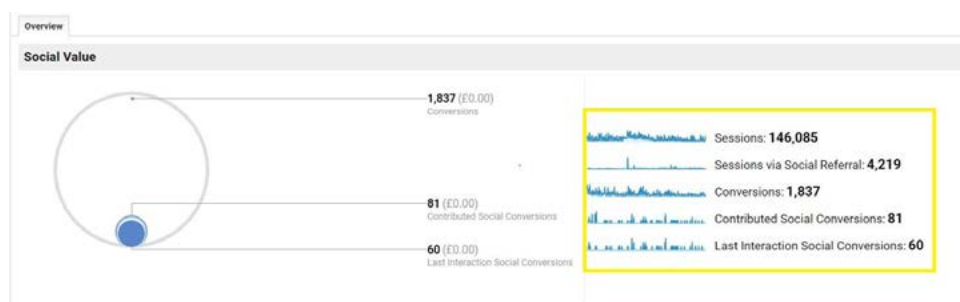 Overview
Social Value
1,837 (£0.00)
Conversions
81 (£0.00)
Contributed Social Conversions
60 (£0.00)
Last Interaction Social Conversions
Sessions: 146,085
Sessions via Social Referral: 4,219
Conversions: 1,837
Contributed Social Conversions: 81
Last Interaction Social Conversions: 60